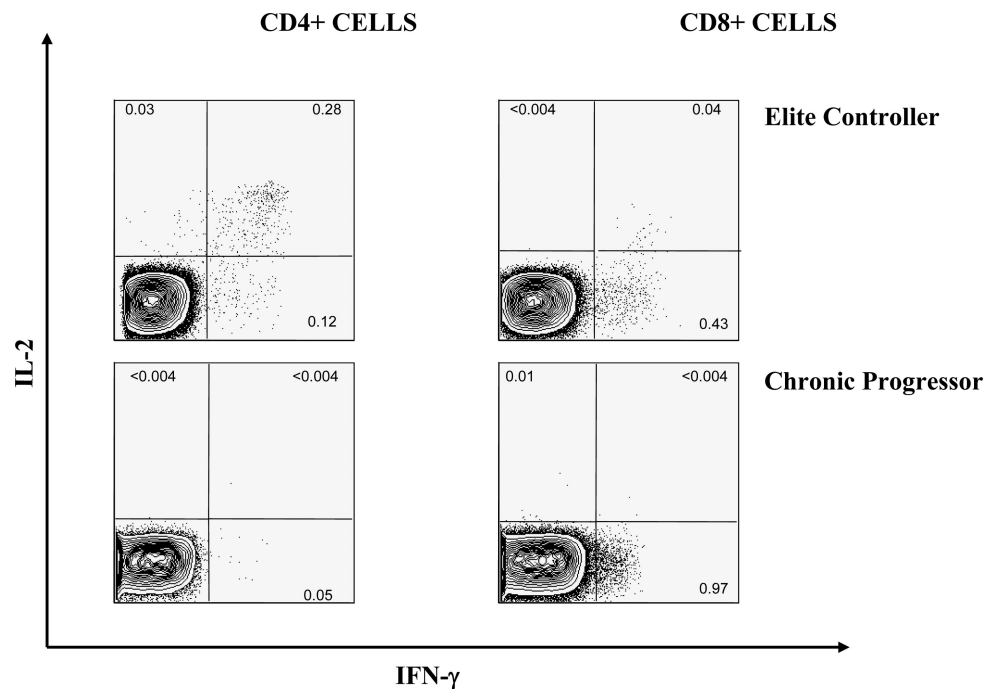 CD4+ CELLS
CD8+ CELLS
0.03
0.28
<0.004
0.04
Elite Controller
0.12
0.43
IL-2
<0.004
<0.004
0.01
<0.004
Chronic Progressor
0.05
0.97
IFN-γ